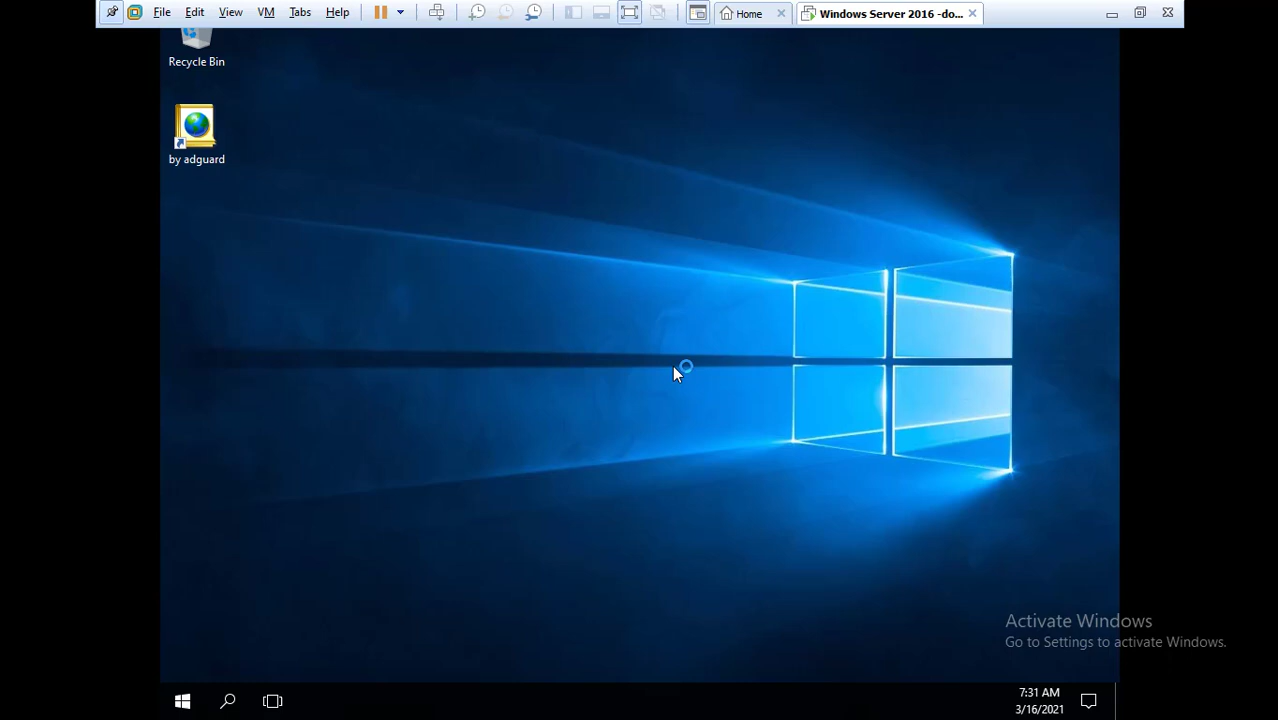 File Edit View VM Tabs Help Home Windows Server 2016 -do...
Recycle Bin
by adguard
Activate Windows
Go to Settings to activate Windows.
7:31 AM
3/16/2021